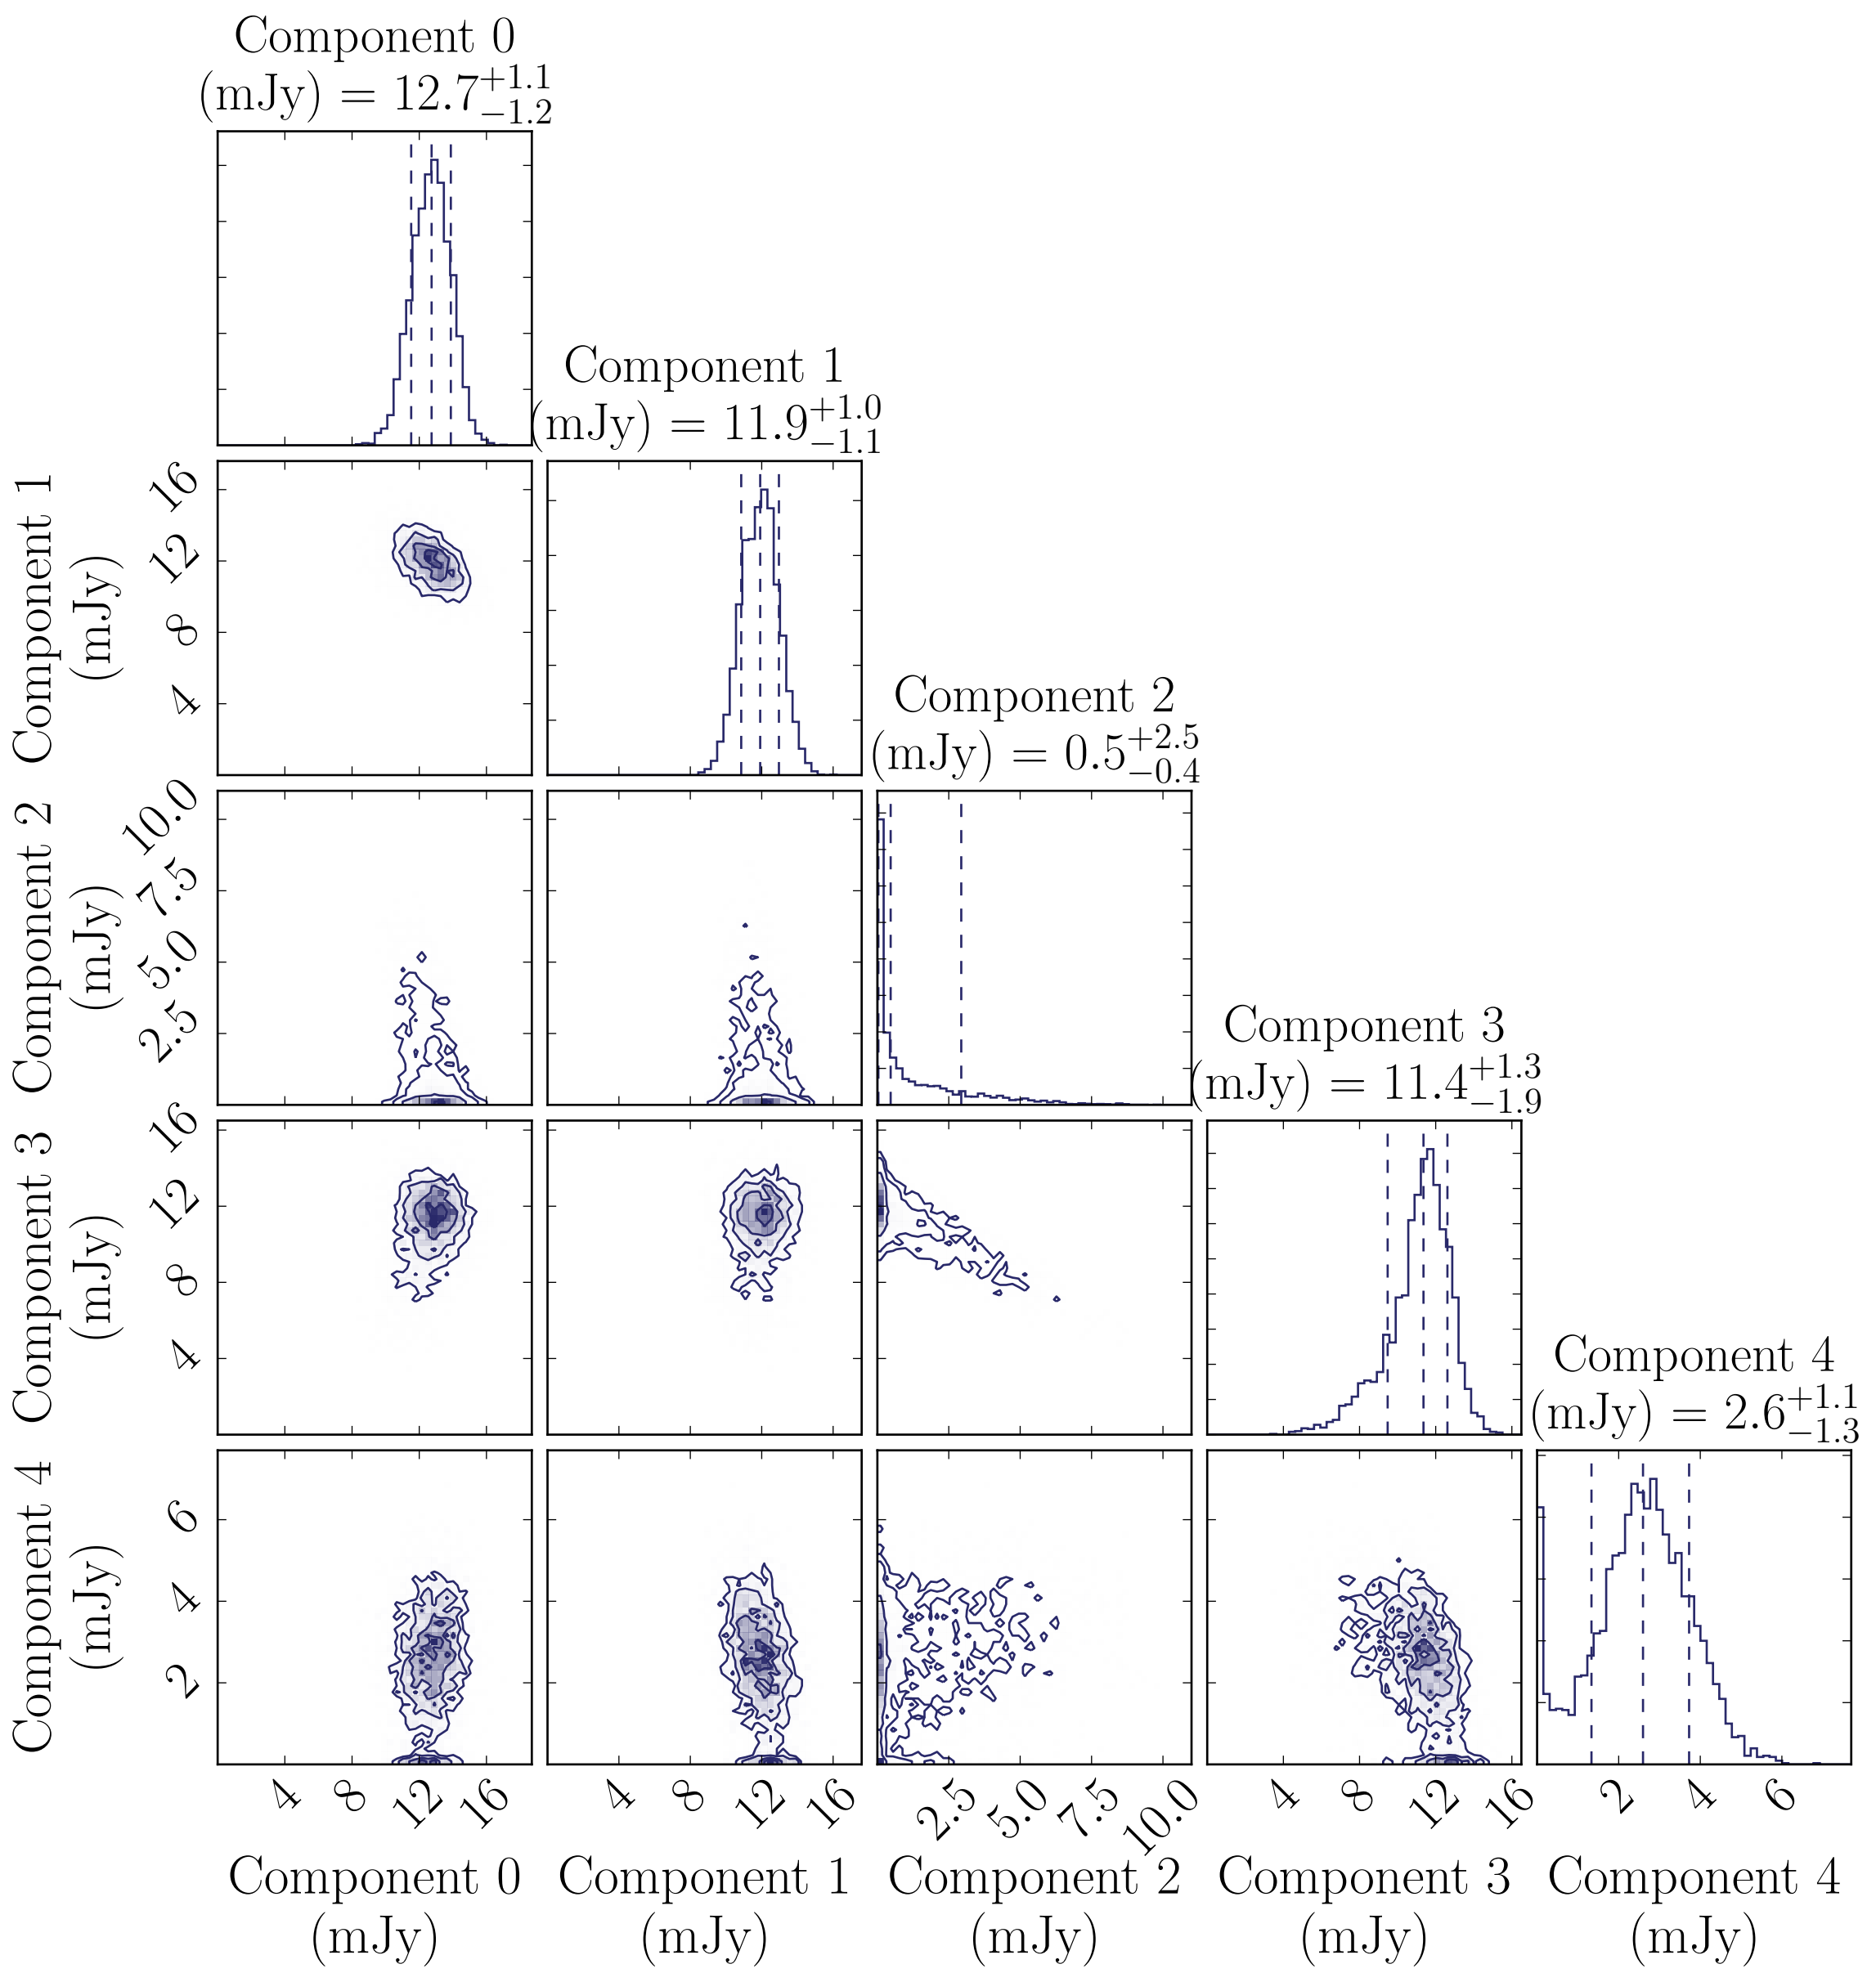 Component 0
(mJy) = 12.7^{+1.1}_{-1.2}
Component 1
(mJy) = 11.9^{+1.0}_{-1.1}
Component 1
(mJy)
16
12
8
4
Component 2
(mJy) = 0.5^{+2.5}_{-0.4}
Component 2
(mJy)
10.0
7.5
5.0
2.5
Component 3
(mJy) = 11.4^{+1.3}_{-1.9}
Component 3
(mJy)
16
12
8
4
Component 4
(mJy) = 2.6^{+1.1}_{-1.3}
Component 4
(mJy)
6
4
2
4 8 12 16
4 8 12 16
2.5 5.0 7.5 10.0
4 8 12 16
2 4 6
Component 0
(mJy)
Component 1
(mJy)
Component 2
(mJy)
Component 3
(mJy)
Component 4
(mJy)